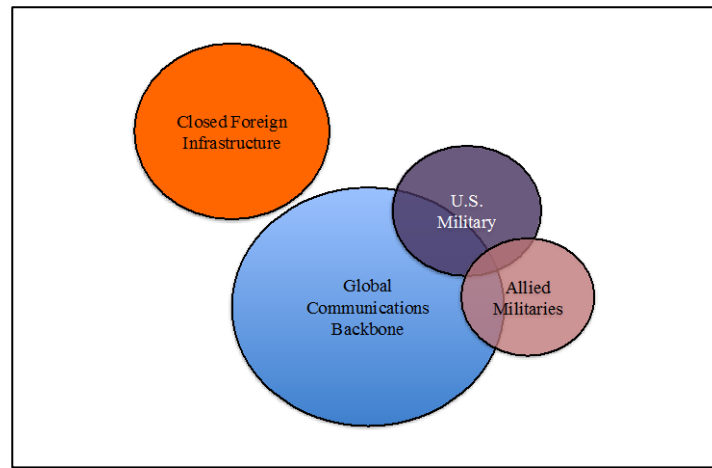 Closed Foreign
Infrastructure
U.S.
Military
Global
Communications
Backbone
Allied
Militaries